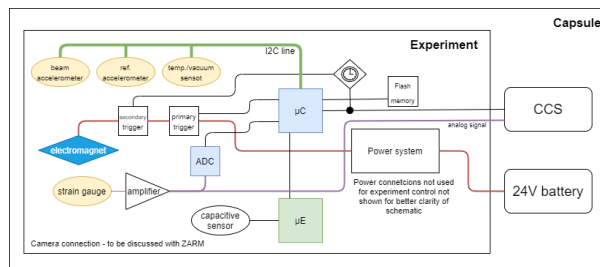 Capsule
Experiment
I2C line
beam
accelerometer
ref.
accelerometer
temp./vacuum
sensot
Flash
memory
secondary
trigger
primary
trigger
μC
CCS
analog signal
electromagnet
ADC
Power system
strain gauge
amplifier
Power connetcions not used
for experiment control not
shown for better clarity of
schematic
24V battery
capacitive
sensor
μE
Camera connection - to be discussed with ZARM